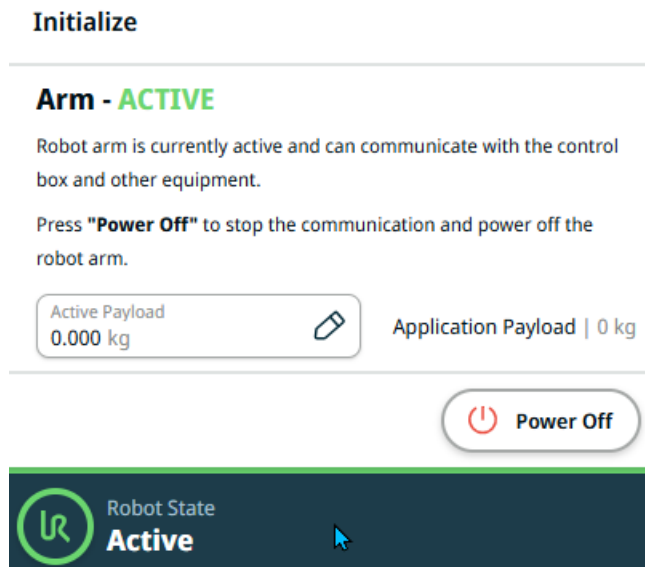 Initialize
Arm - ACTIVE
Robot arm is currently active and can communicate with the control
box and other equipment.
Press "Power Off" to stop the communication and power off the
robot arm.
Active Payload
0.000 kg
Application Payload | 0 kg
Power Off
UR
Robot State
Active